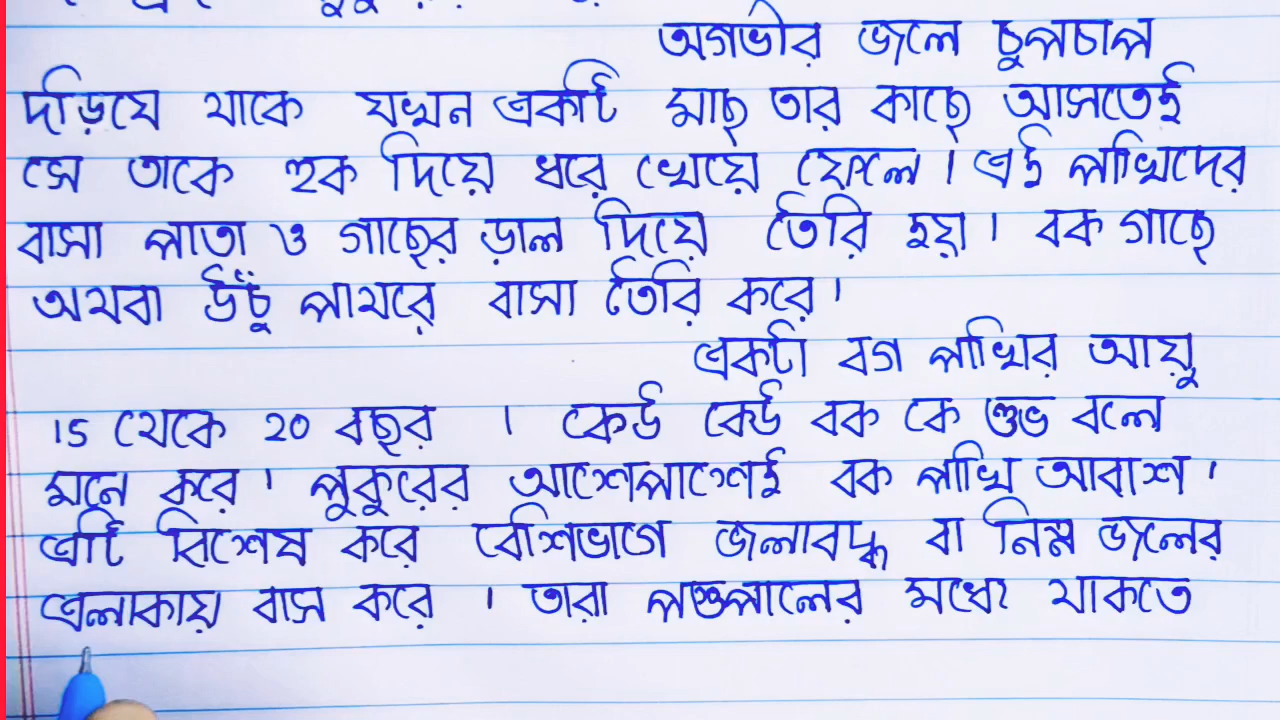 অগভীর জলে চুপচাপ
দাঁড়িয়ে থাকে যখন একটি মাছ তার কাছে আসতেই
সে তাকে হুক দিয়ে ধরে খেয়ে ফেলে। এই পাখিদের
বাসা পাতা ও গাছের ডাল দিয়ে তৈরি হয়। বক গাছে
অথবা উঁচু পাথরে বাসা তৈরি করে।
একটা বগ পাখির আয়ু
15 থেকে 20 বছর । কেউ কেউ বক কে শুভ বলে
মনে করে। পুকুরের আশেপাশেই বক পাখি আবাশ।
এটি বিশেষ করে বেশিভাগে জলাবদ্ধ বা নিম্ন জলের
এলাকায় বাস করে । তারা পশুপালের মধ্যে থাকতে